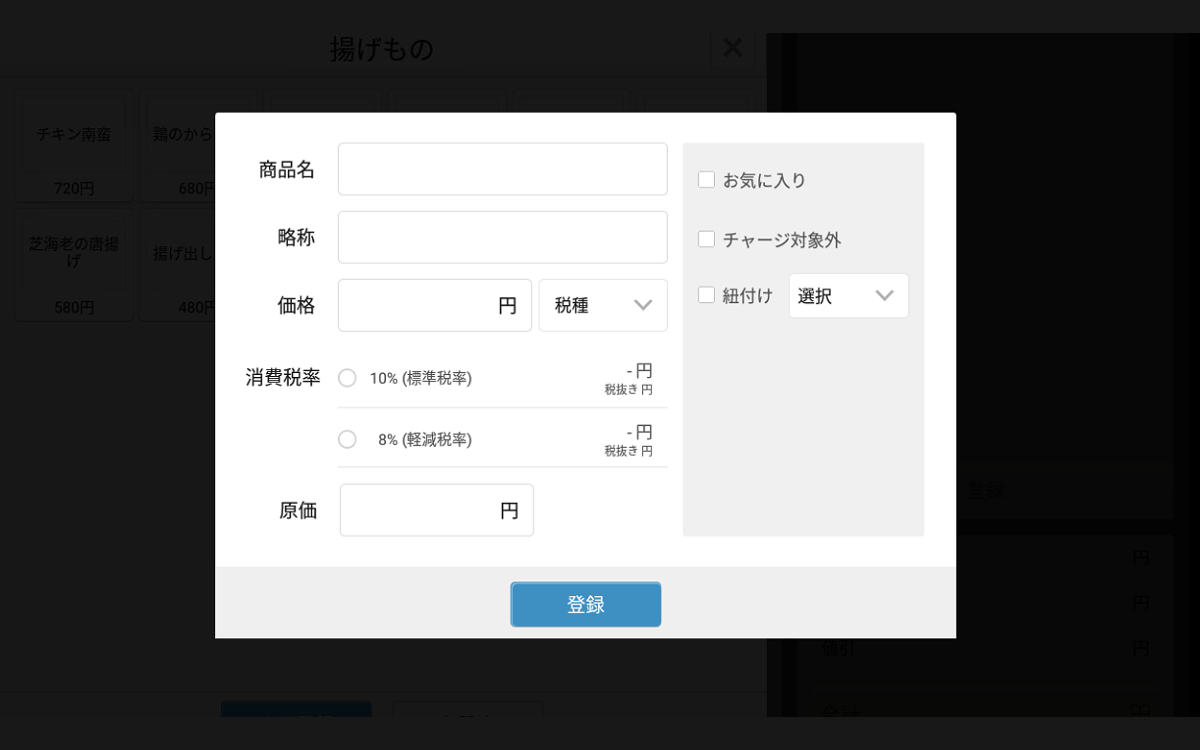 揚げもの
チキン南蛮
720円
鶏のから
680円
芝海老の唐揚
げ
580円
揚げ出し
480円
商品名
略称
価格 円 税種
消費税率 10% (標準税率) - 円
税抜き 円
8% (軽減税率) - 円
税抜き 円
原価 円
お気に入り
チャージ対象外
紐付け 選択
登録
登録
円
円
値引 円
合計 円